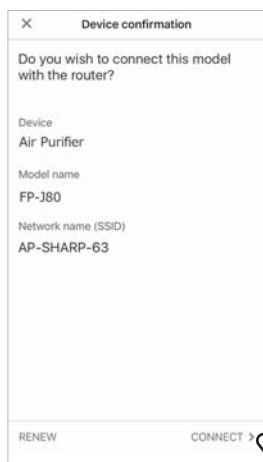 × Device confirmation
Do you wish to connect this model
with the router?
Device
Air Purifier
Model name
FP-J80
Network name (SSID)
AP-SHARP-63
RENEW CONNECT >